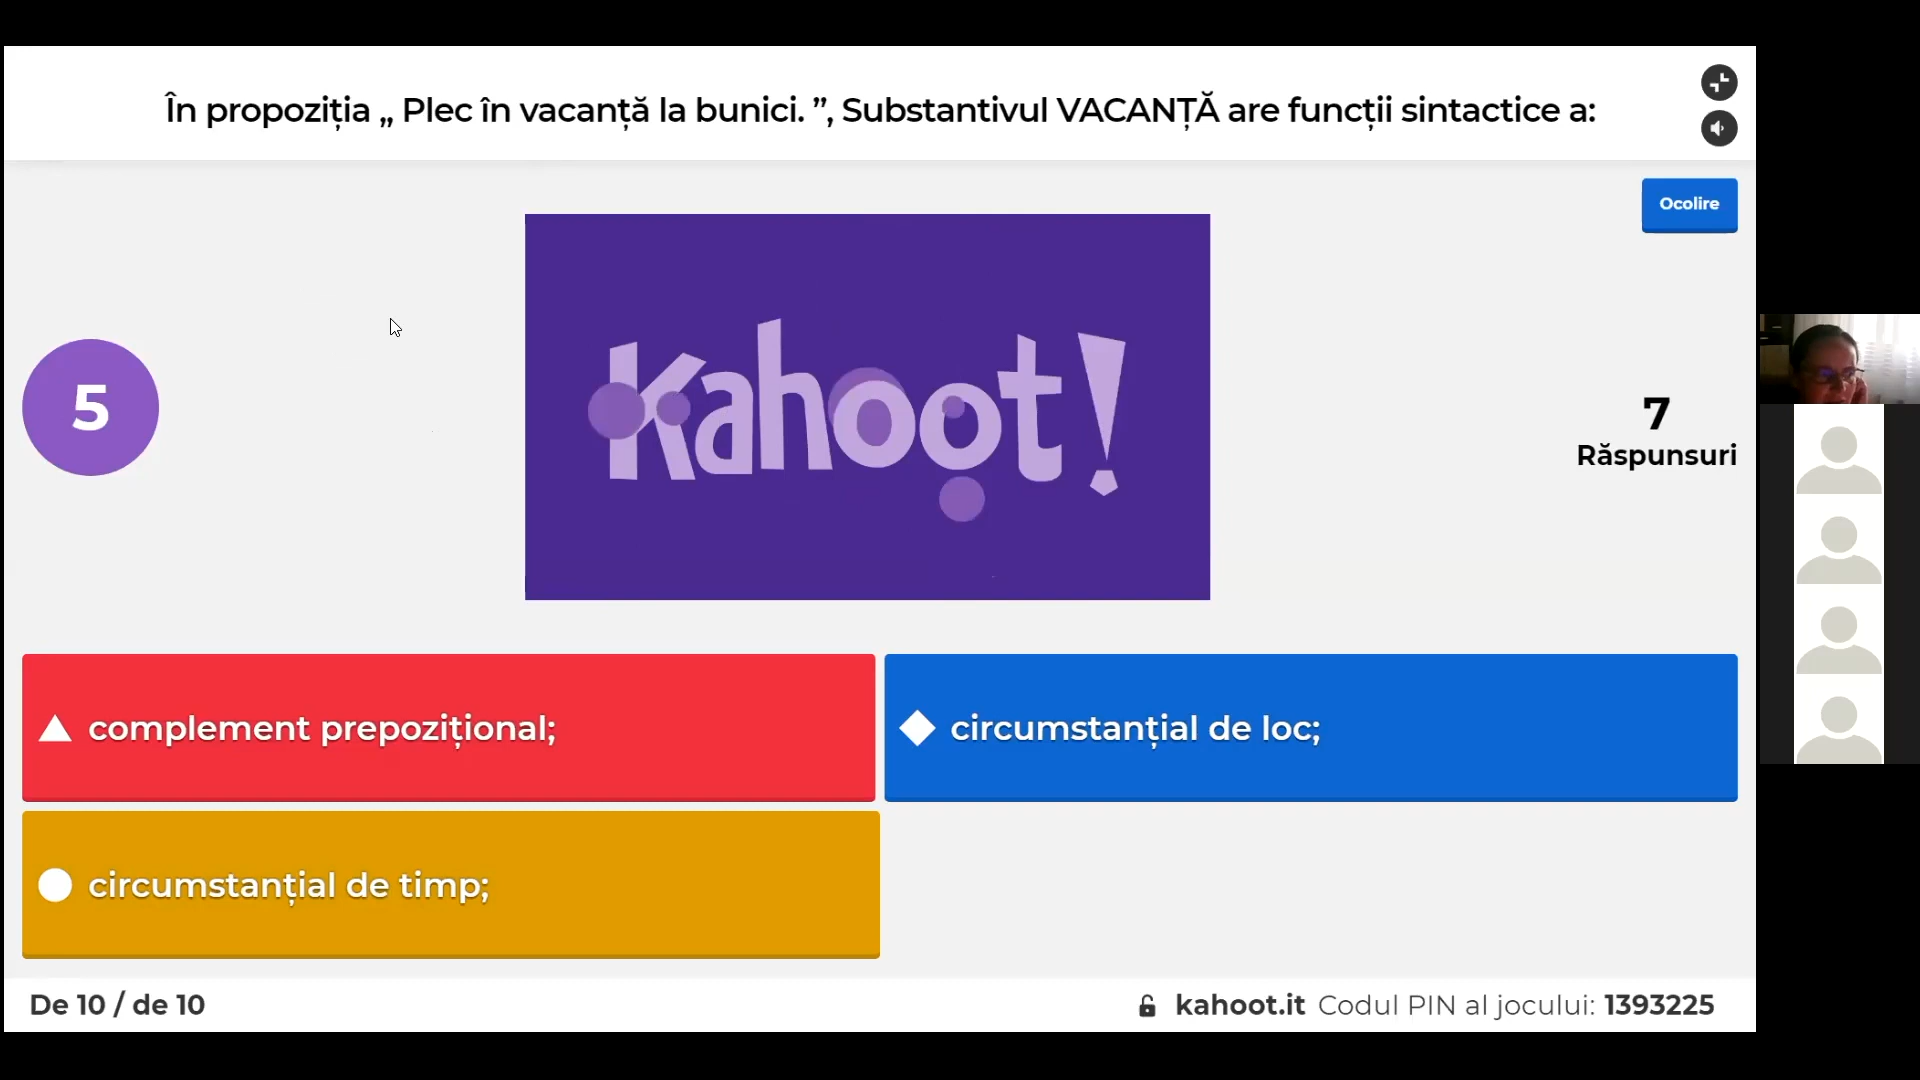 În propoziția „ Plec în vacanță la bunici. ”, Substantivul VACANȚĂ are funcții sintactice a:
Ocolire
5
Kahoot!
7
Răspunsuri
complement prepozițional;
circumstanțial de loc;
circumstanțial de timp;
De 10 / de 10
kahoot.it Codul PIN al jocului: 1393225